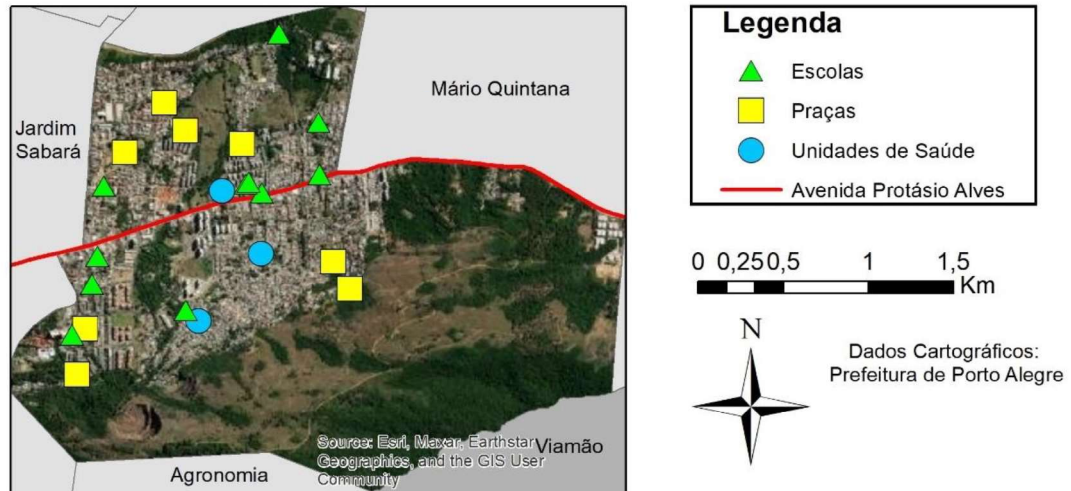 Mário Quintana
Jardim
Sabará
Source: Esri, Maxar, Earthstar
Geographics, and the GIS User
Community
Viamão
Agronomia
Legenda
Escolas
Praças
Unidades de Saúde
Avenida Protásio Alves
0 0,25 0,5 1 1,5
Km
N
Dados Cartográficos:
Prefeitura de Porto Alegre